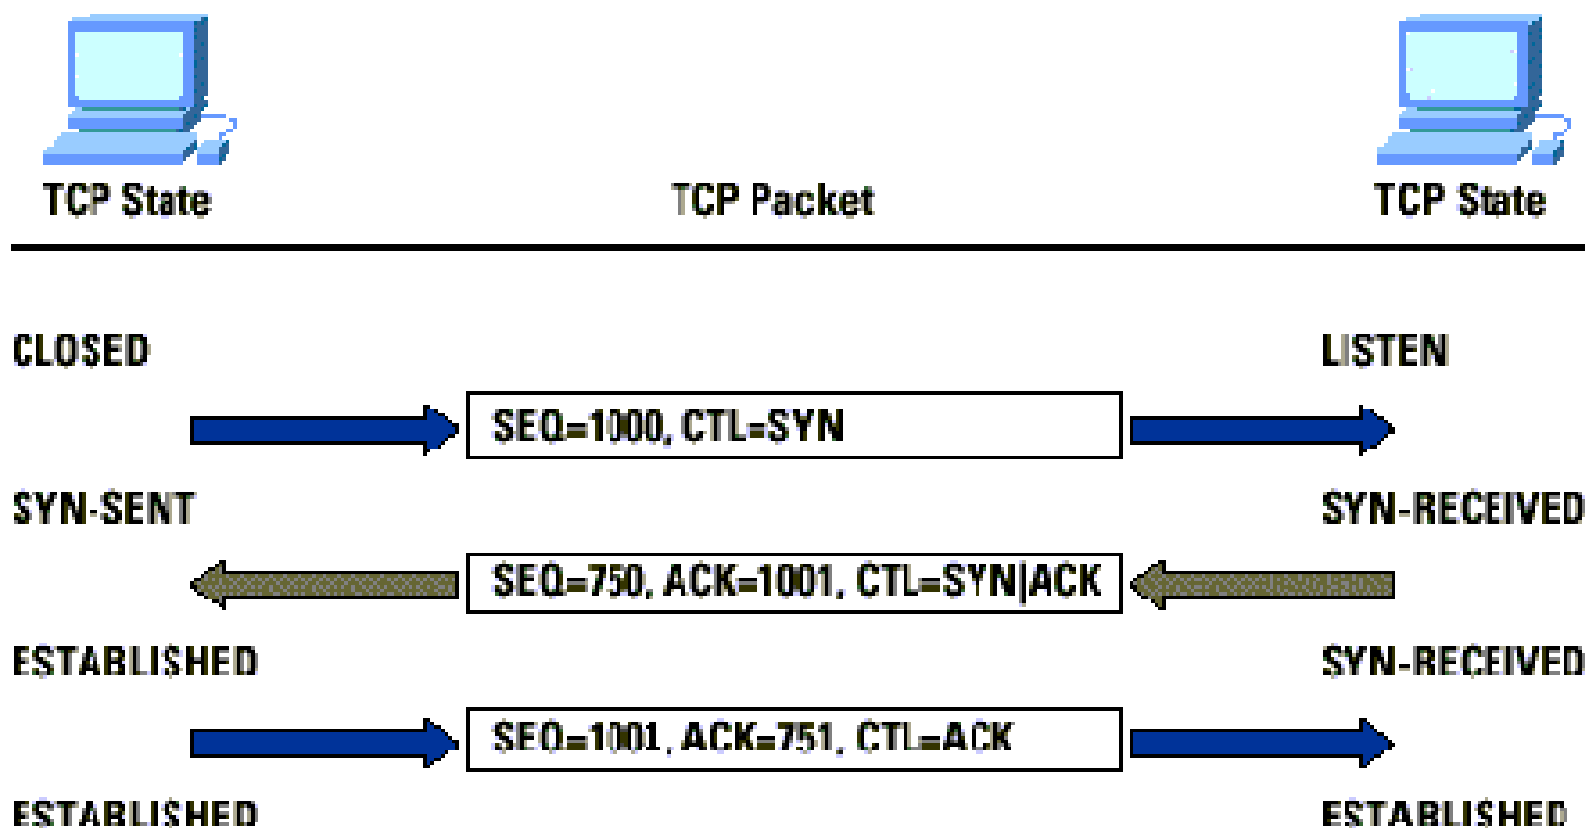 TCP State TCP Packet TCP State
CLOSED LISTEN
SEQ=1000, CTL=SYN
SYN-SENT SYN-RECEIVED
SEQ=750, ACK=1001, CTL=SYN|ACK
ESTABLISHED SYN-RECEIVED
SEQ=1001, ACK=751, CTL=ACK
ESTABLISHED ESTABLISHED